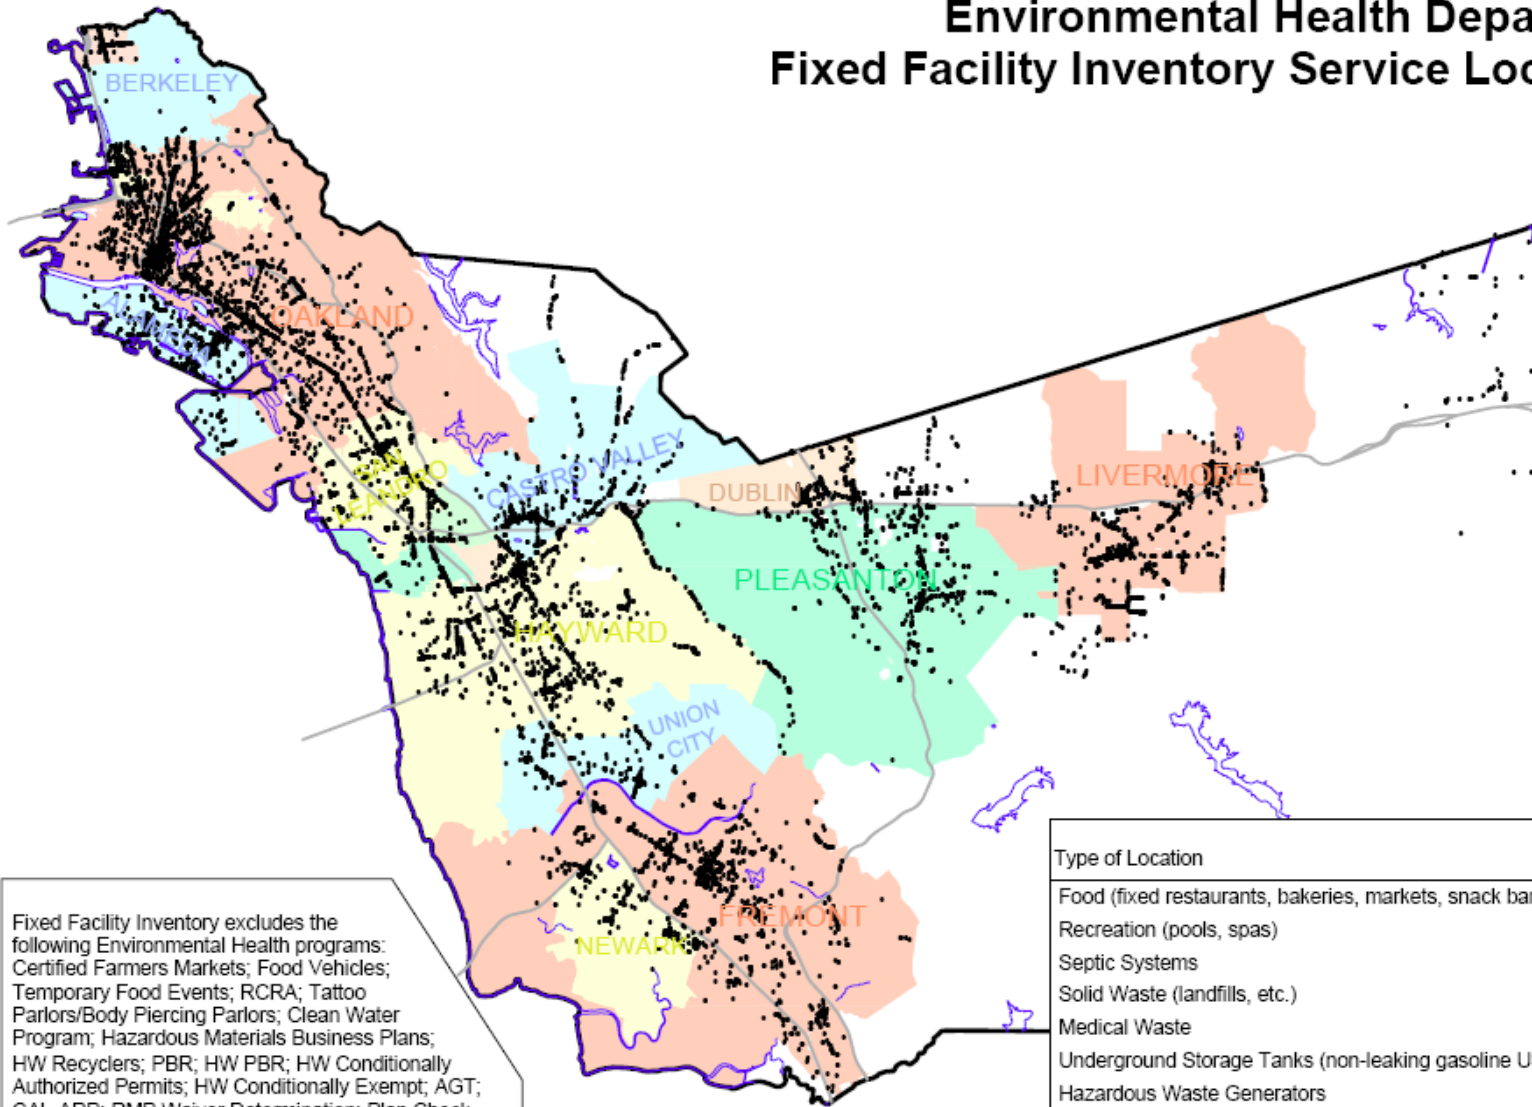 Environmental Health Depa
Fixed Facility Inventory Service Loc
BERKELEY
ALAMEDA
OAKLAND
SAN
LEANDRO
CASTRO VALLEY
DUBLIN
LIVERMORE
PLEASANTON
HAYWARD
UNION
CITY
FREMONT
NEWARK
Fixed Facility Inventory excludes the
following Environmental Health programs:
Certified Farmers Markets; Food Vehicles;
Temporary Food Events; RCRA; Tattoo
Parlors/Body Piercing Parlors; Clean Water
Program; Hazardous Materials Business Plans;
HW Recyclers; PBR; HW PBR; HW Conditionally
Authorized Permits; HW Conditionally Exempt; AGT;
Type of Location
Food (fixed restaurants, bakeries, markets, snack bar
Recreation (pools, spas)
Septic Systems
Solid Waste (landfills, etc.)
Medical Waste
Underground Storage Tanks (non-leaking gasoline U
Hazardous Waste Generators